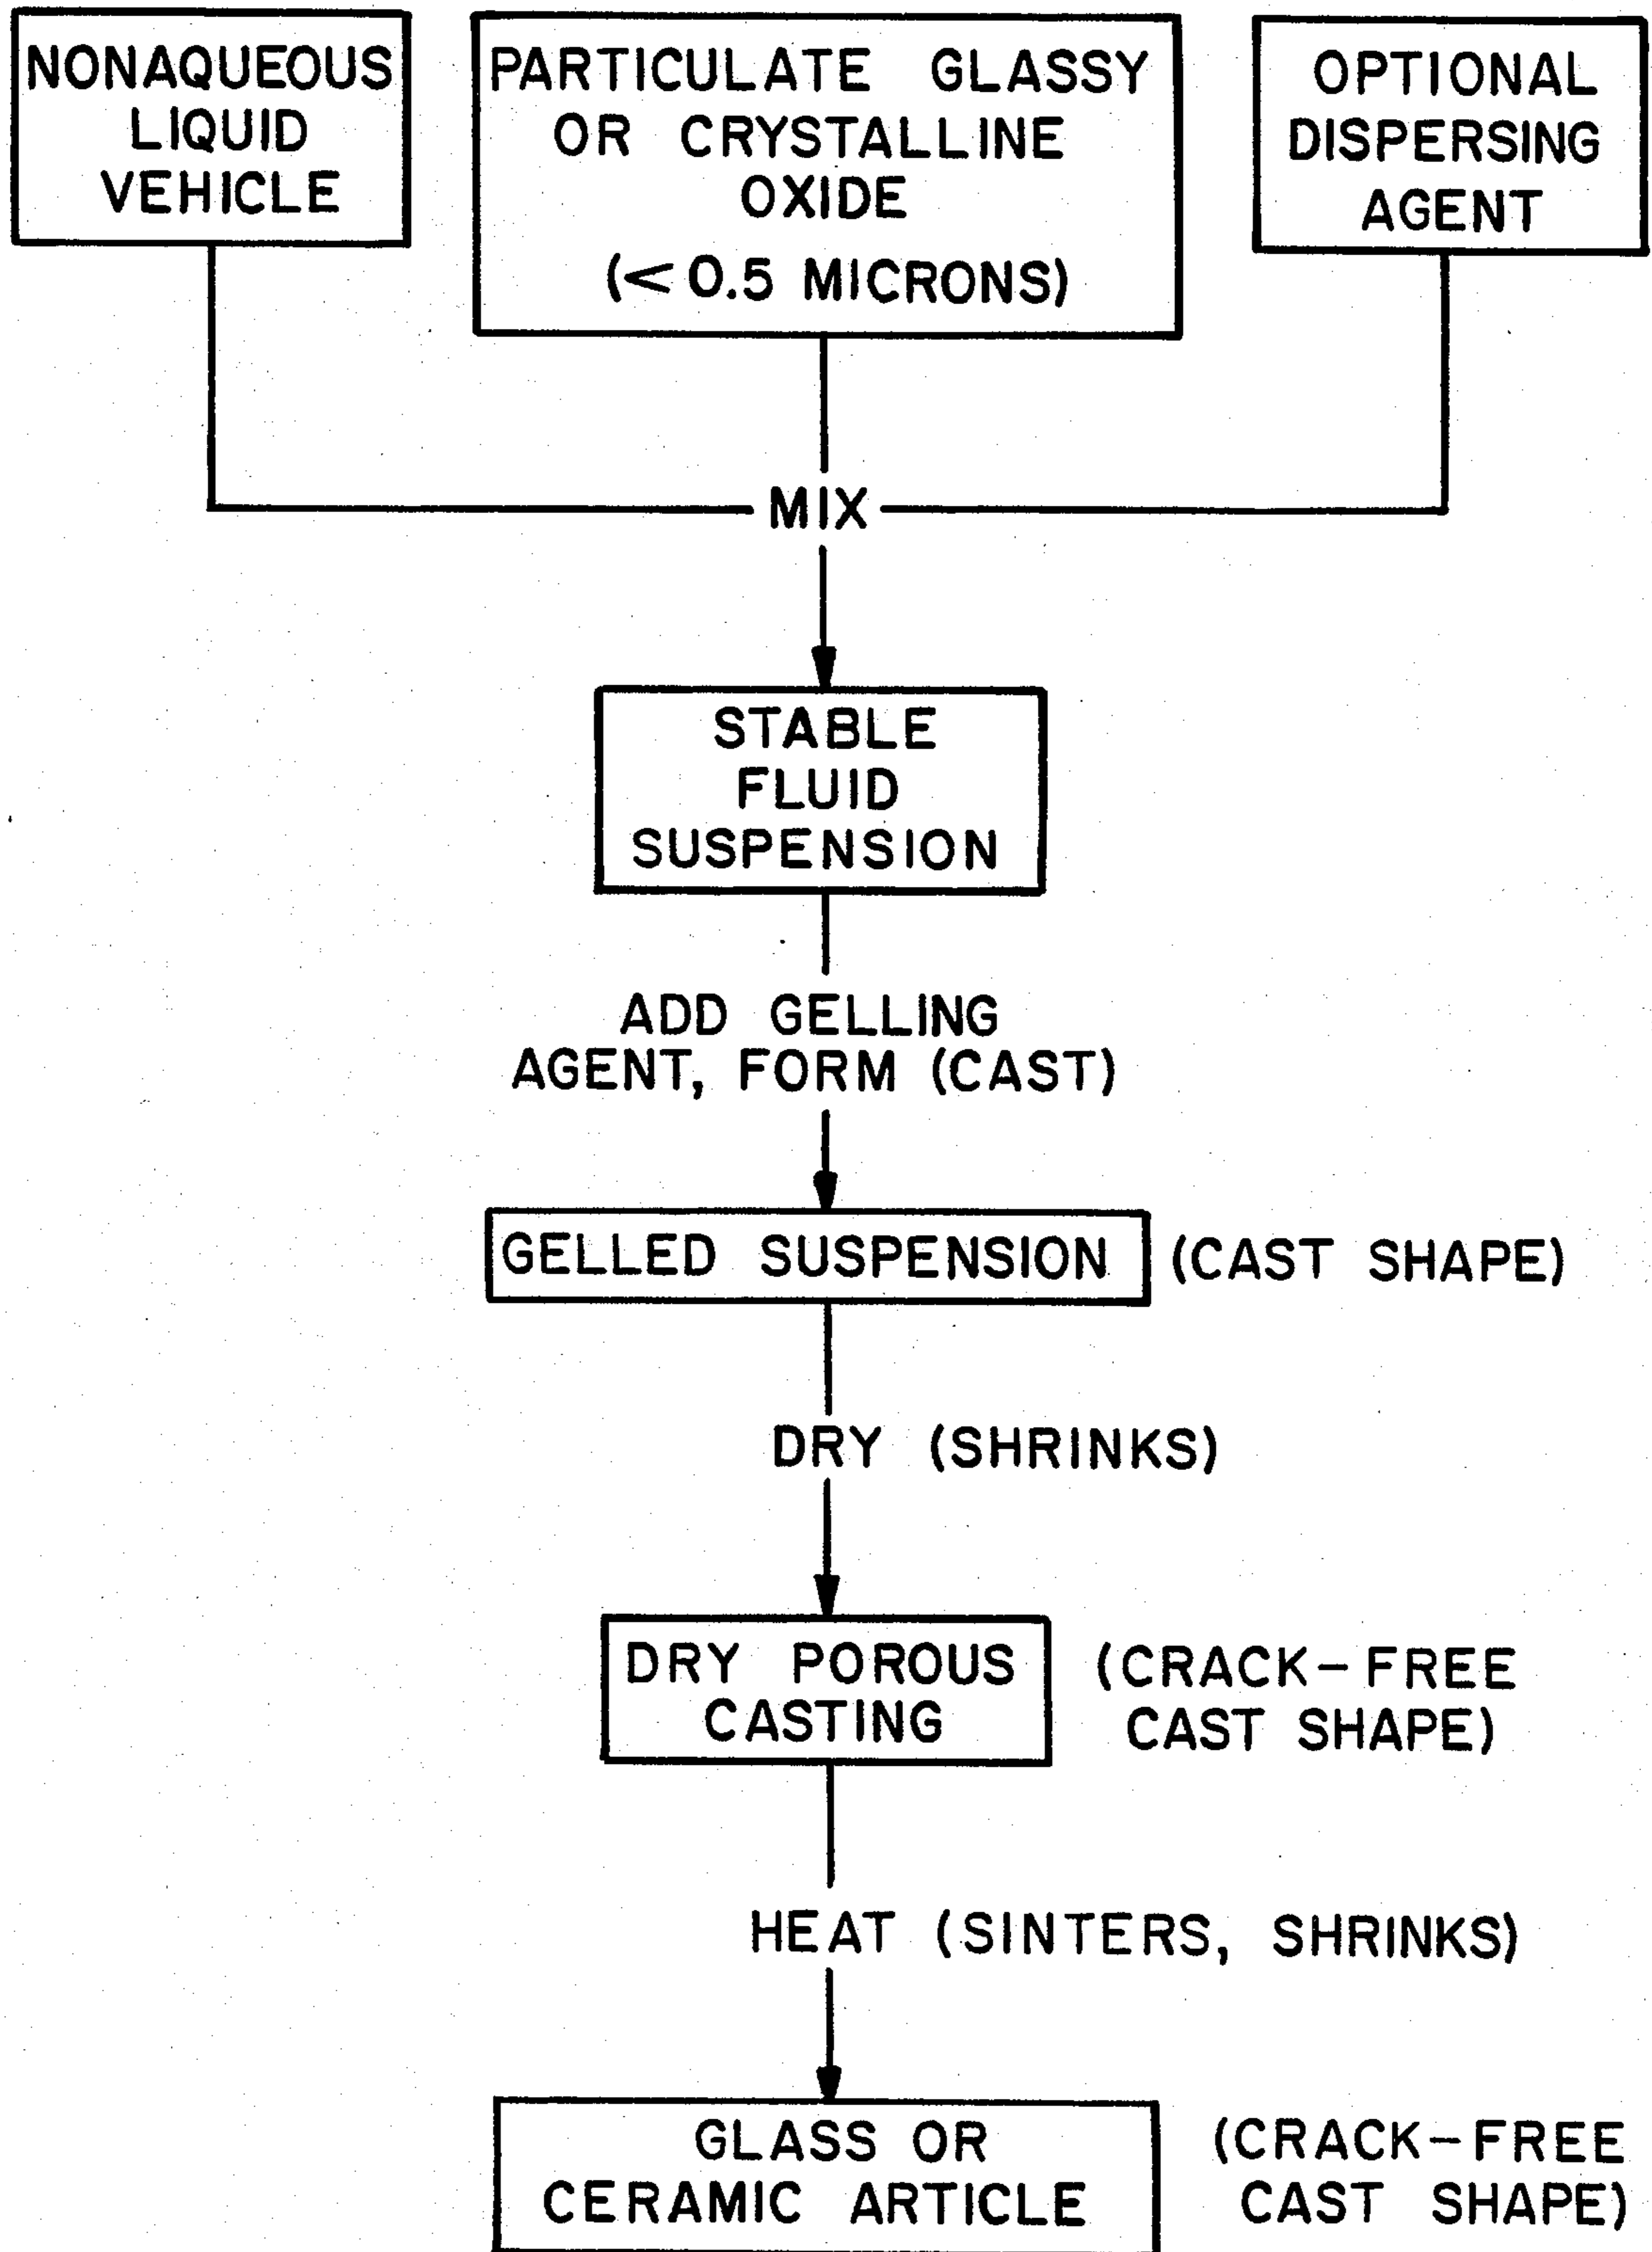 NONAQUEOUS
LIQUID
VEHICLE
PARTICULATE GLASSY
OR CRYSTALLINE
OXIDE
(< 0.5 MICRONS)
OPTIONAL
DISPERSING
AGENT
MIX
STABLE
FLUID
SUSPENSION
ADD GELLING
AGENT, FORM (CAST)
GELLED SUSPENSION
(CAST SHAPE)
DRY (SHRINKS)
DRY POROUS
CASTING
(CRACK-FREE
CAST SHAPE)
HEAT (SINTERS, SHRINKS)
GLASS OR
CERAMIC ARTICLE
(CRACK-FREE
CAST SHAPE)